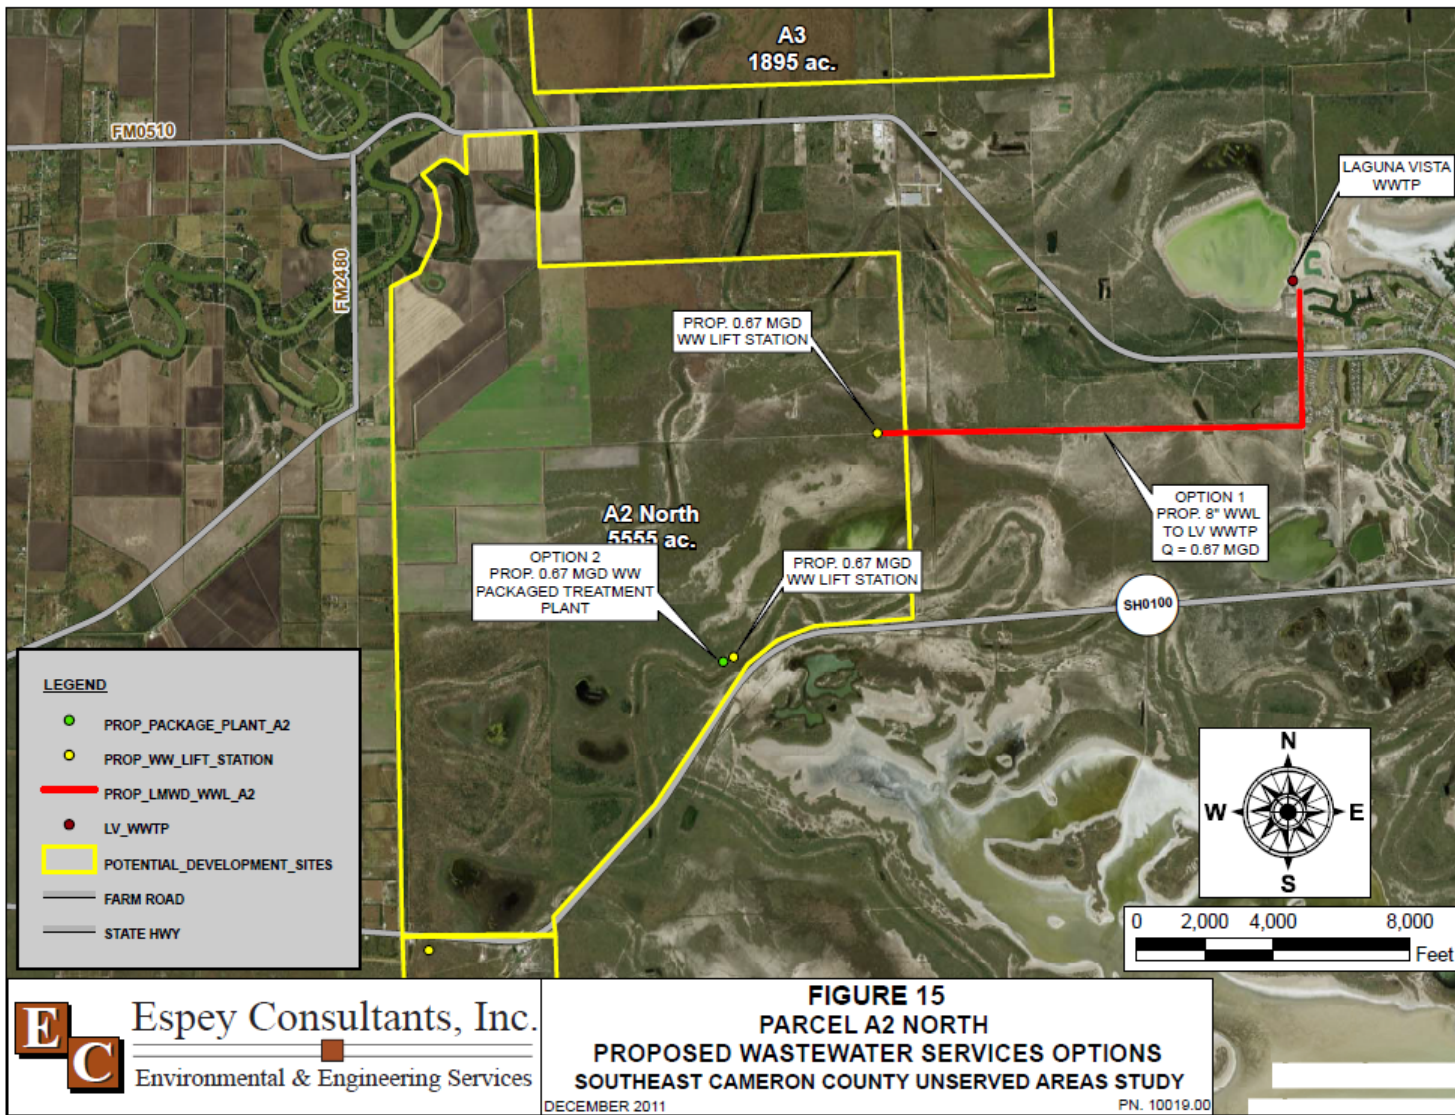 A3
1895 ac.
FM0510
LAGUNA VISTA
WWTP
FM2480
PROP. 0.67 MGD
WW LIFT STATION
OPTION 1
PROP. 8" WWL
TO LV WWTP
Q = 0.67 MGD
A2 North
5555 ac.
OPTION 2
PROP. 0.67 MGD WW
PACKAGED TREATMENT
PLANT
PROP. 0.67 MGD
WW LIFT STATION
SH0100
LEGEND
PROP_PACKAGE_PLANT_A2
PROP_WW_LIFT_STATION
PROP_LMWD_WWL_A2
LV_WWTP
POTENTIAL_DEVELOPMENT_SITES
FARM ROAD
STATE HWY
N
W E
S
0 2,000 4,000 8,000
Feet
EC
Espey Consultants, Inc.
Environmental & Engineering Services
FIGURE 15
PARCEL A2 NORTH
PROPOSED WASTEWATER SERVICES OPTIONS
SOUTHEAST CAMERON COUNTY UNSERVED AREAS STUDY
DECEMBER 2011 PN. 10019.00